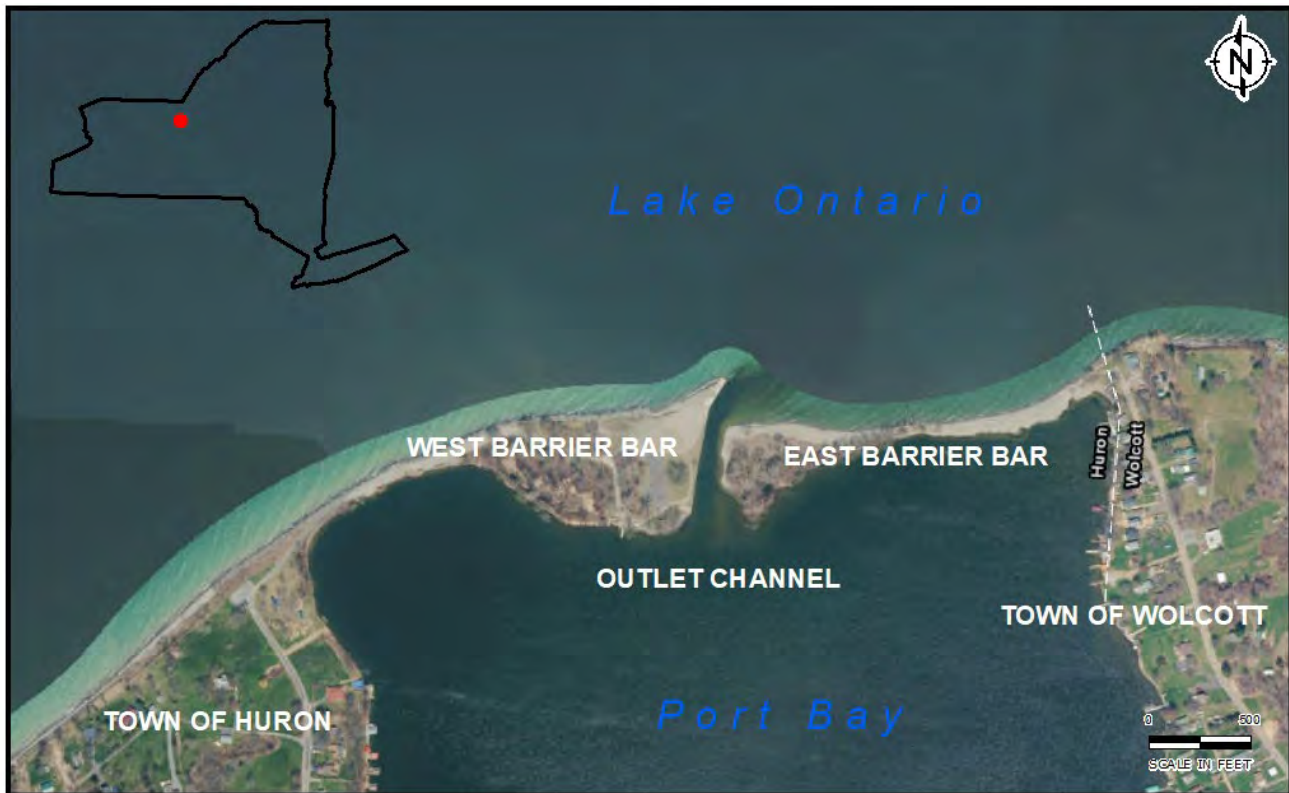 N
Lake Ontario
WEST BARRIER BAR
EAST BARRIER BAR
Huron
Wolcott
OUTLET CHANNEL
TOWN OF WOLCOTT
TOWN OF HURON
Port Bay
0 500
SCALE IN FEET